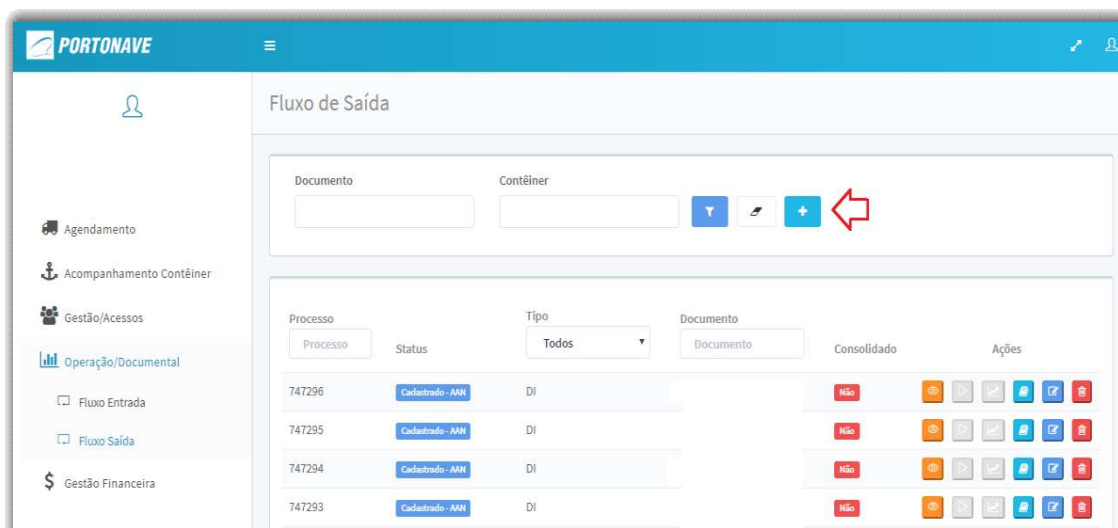 PORTONAVE
Fluxo de Saída
Documento Contêiner
Agendamento
Acompanhamento Contêiner
Gestão/Acessos
Operação/Documental
Fluxo Entrada
Fluxo Saída
Gestão Financeira
Processo Status Tipo Documento Consolidado Ações
Processo Todos Documento
747296 Cadastrado - AAN DI Não
747295 Cadastrado - AAN DI Não
747294 Cadastrado - AAN DI Não
747293 Cadastrado - AAN DI Não